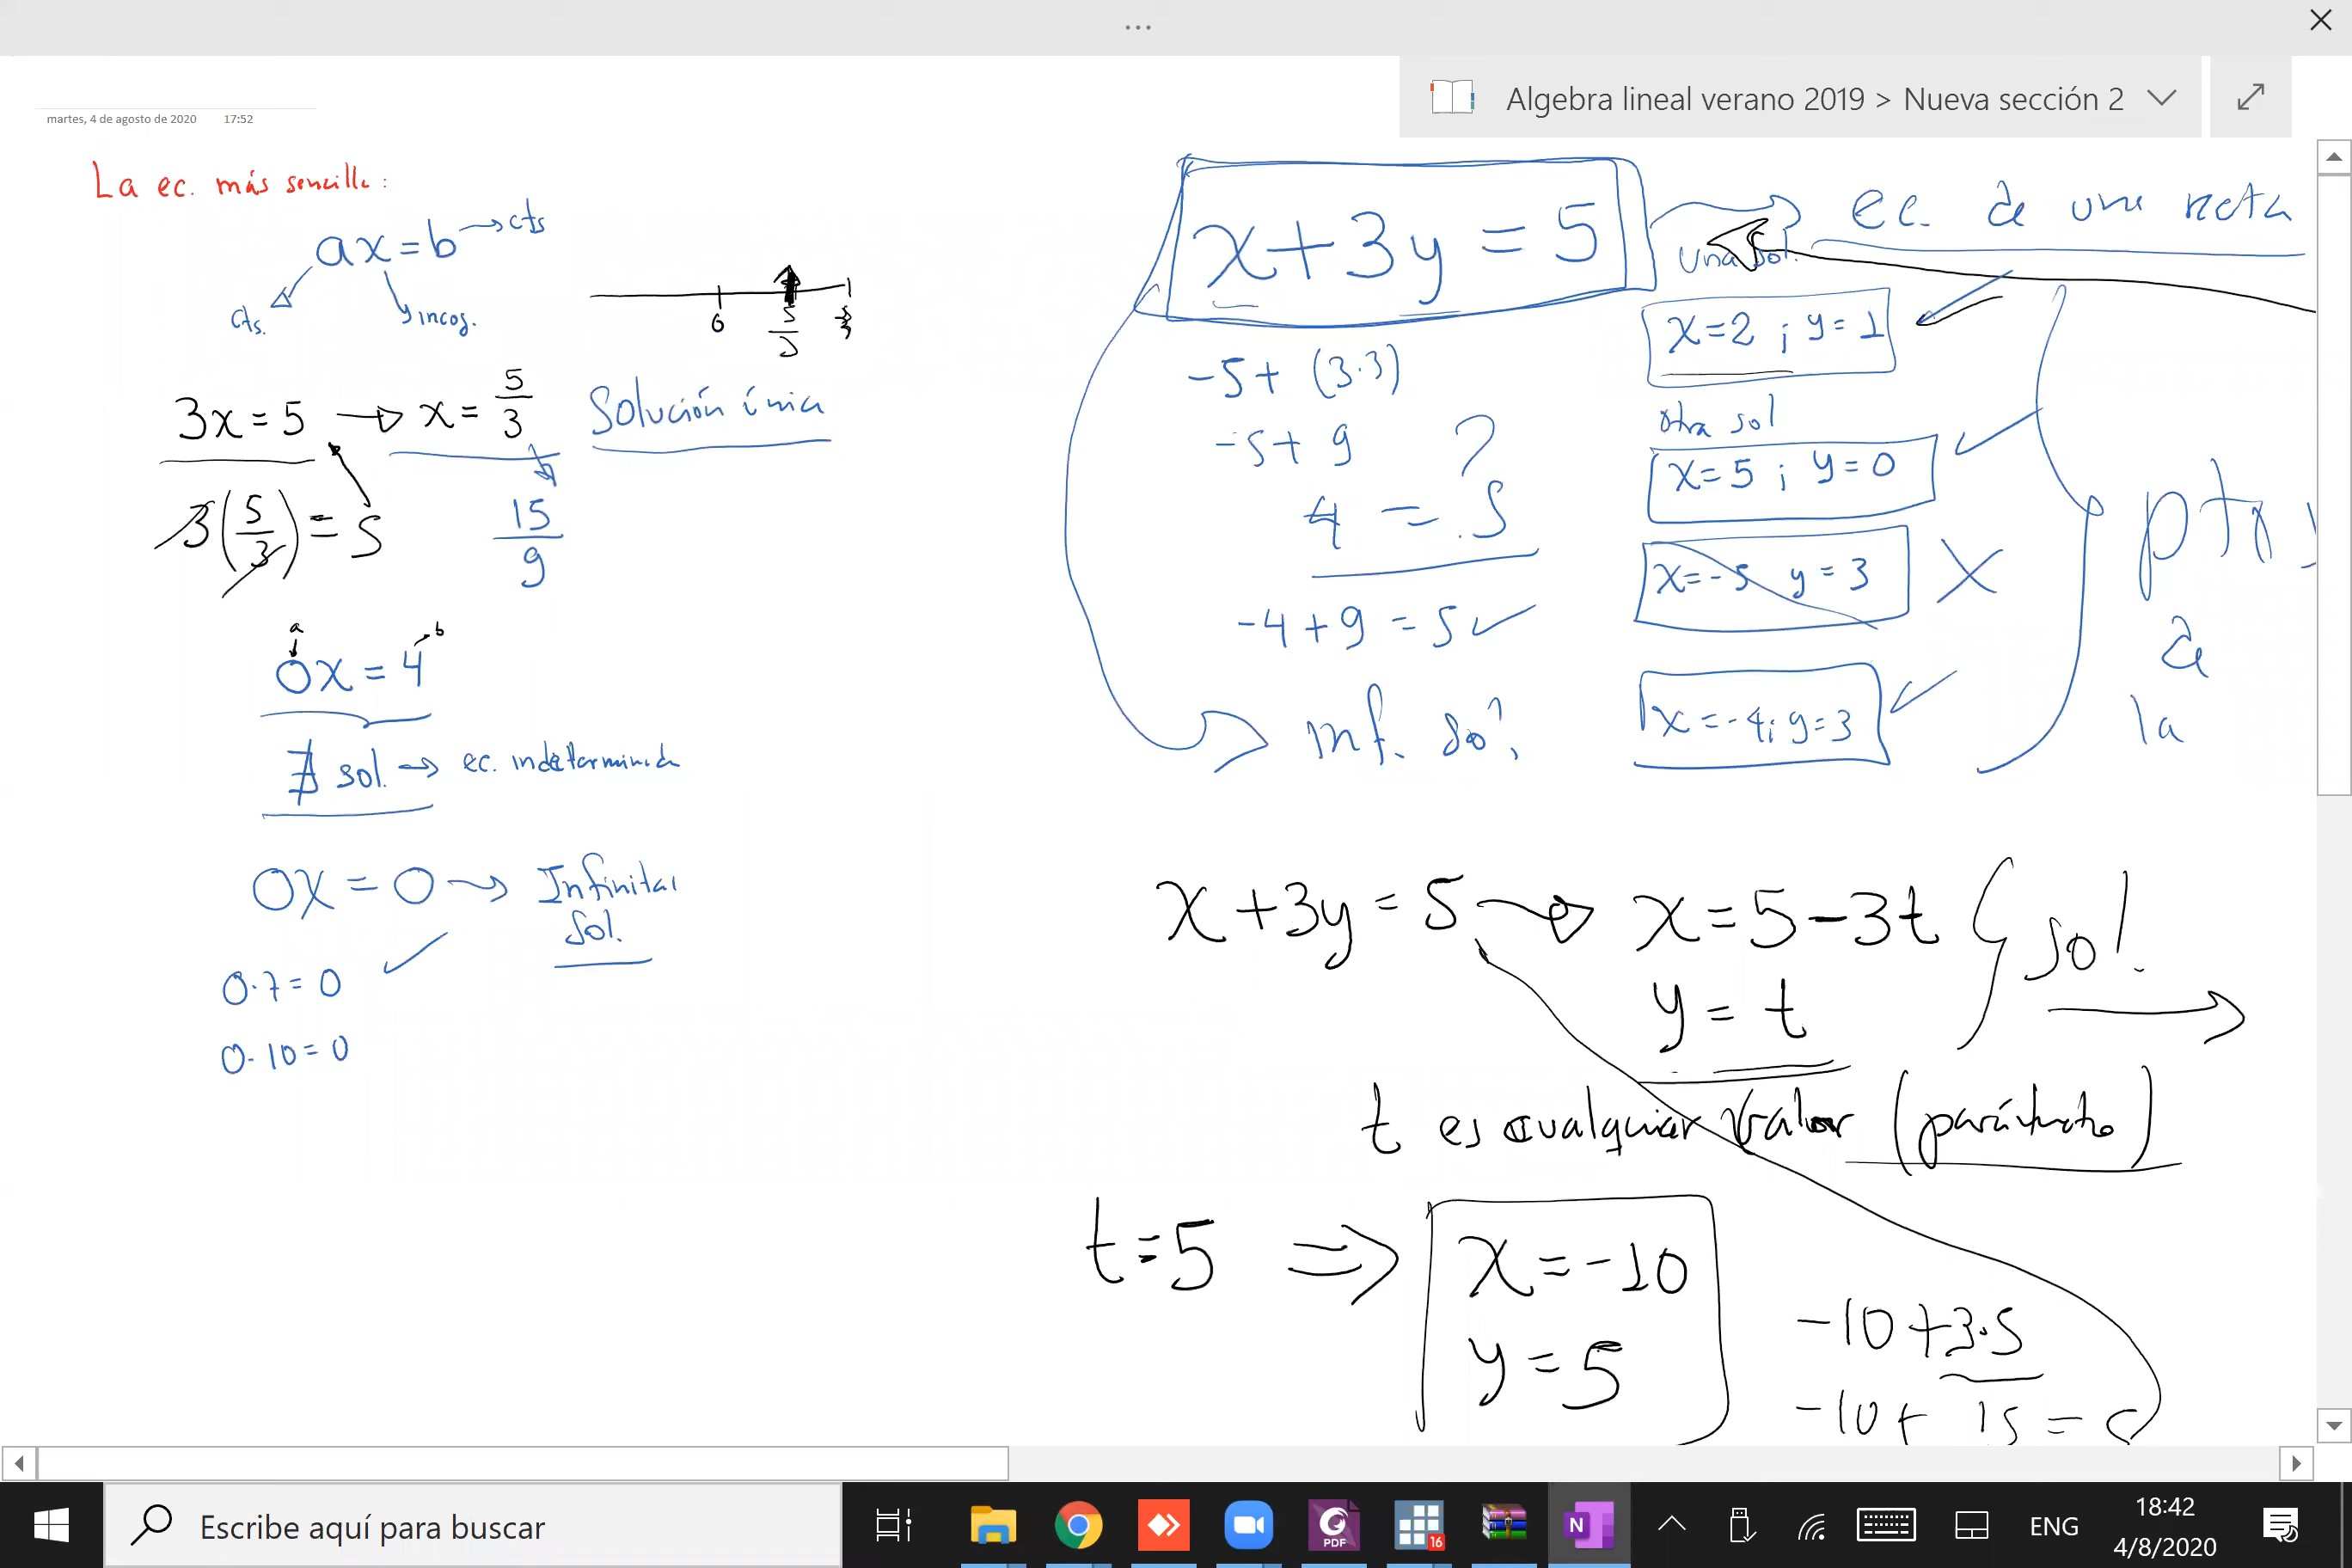 Algebra lineal verano 2019 > Nueva sección 2
martes, 4 de agosto de 2020 17:52
La ec. más sencilla:
ax = b → cts
cts. incog.
0 5/3
3x = 5 → x = 5/3 Solución única
3(5/3) = 5 15/9
a b
0x = 4
∄ sol. → ec. indeterminada
0x = 0 → Infinitas
sol.
0·7 = 0
0·10 = 0
x + 3y = 5 → ec. de una recta
una sol.
x = 2 ; y = 1
-5 + (3·3)
otra sol
-5 + 9
x = 5 ; y = 0
4 = 5 ?
x = -5 y = 3 X
-4 + 9 = 5 ✓
x = -4 ; y = 3
inf. sol.
de
la
x + 3y = 5 → x = 5 - 3t
y = t
sol.
t es cualquier valor (parámetro)
t = 5 ⇒ x = -10
y = 5
-10 + 3·5
-10 + 15 = 5
Escribe aquí para buscar
PDF
16
N
ENG
18:42
4/8/2020